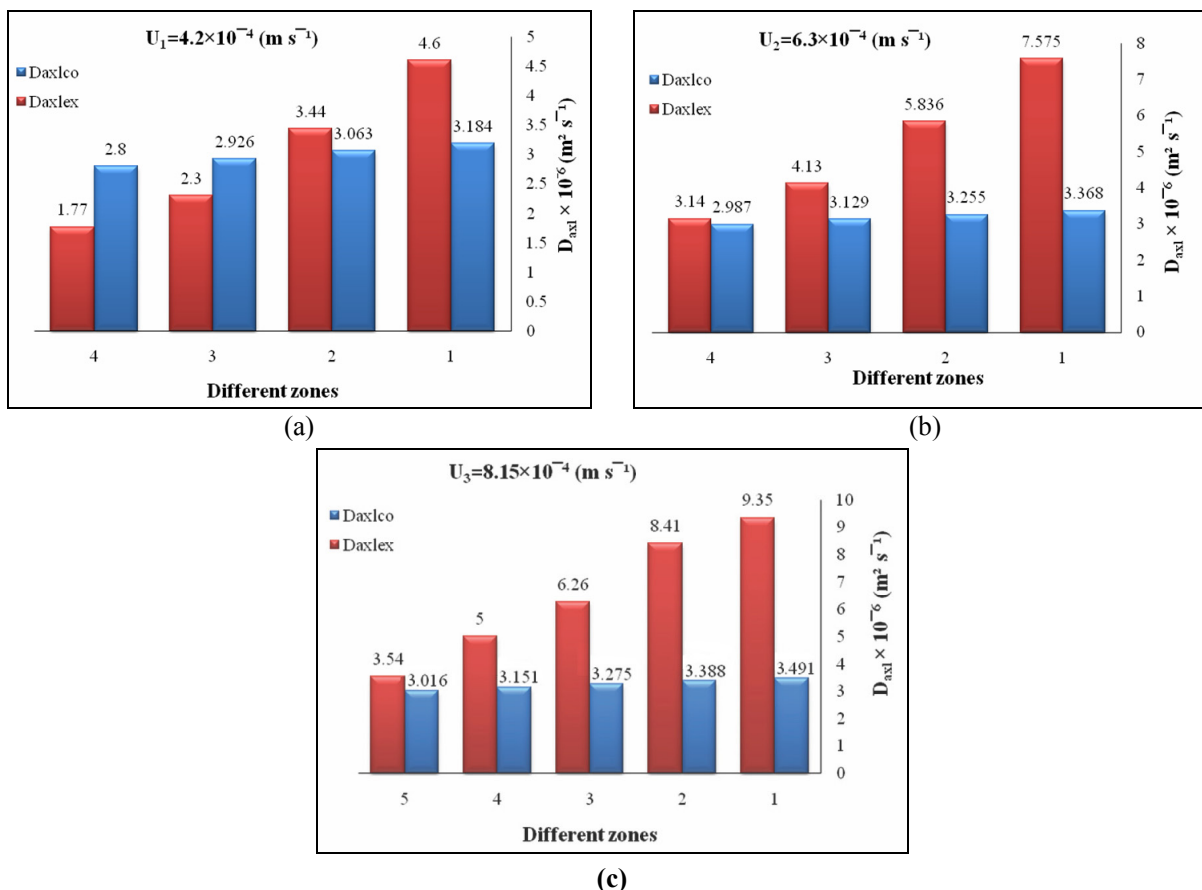 U₁=4.2×10⁻⁴ (m s⁻¹)
Daxlco
Daxlex
1.77
2.8
2.3
2.926
3.44
3.063
4.6
3.184
5
4.5
4
3.5
3
2.5
2
1.5
1
0.5
0
Dₐₓₗ × 10⁻⁶ (m² s⁻¹)
4 3 2 1
Different zones
(a)
U₂=6.3×10⁻⁴ (m s⁻¹)
Daxlco
Daxlex
3.14
2.987
4.13
3.129
5.836
3.255
7.575
3.368
8
7
6
5
4
3
2
1
0
Dₐₓₗ × 10⁻⁶ (m² s⁻¹)
4 3 2 1
Different zones
(b)
U₃=8.15×10⁻⁴ (m s⁻¹)
Daxlco
Daxlex
3.54
3.016
5
3.151
6.26
3.275
8.41
3.388
9.35
3.491
10
9
8
7
6
5
4
3
2
1
0
Dₐₓₗ × 10⁻⁶ (m² s⁻¹)
5 4 3 2 1
Different zones
(c)